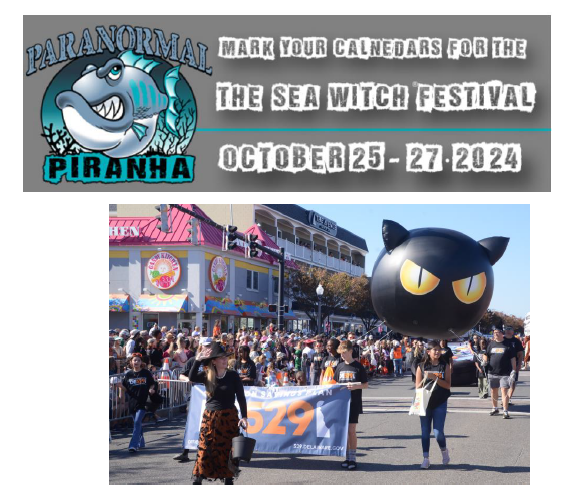 PARANORMAL
PIRANHA
MARK YOUR CALNEDARS FOR THE
THE SEA WITCH FESTIVAL
OCTOBER 25 - 27 · 2024
529